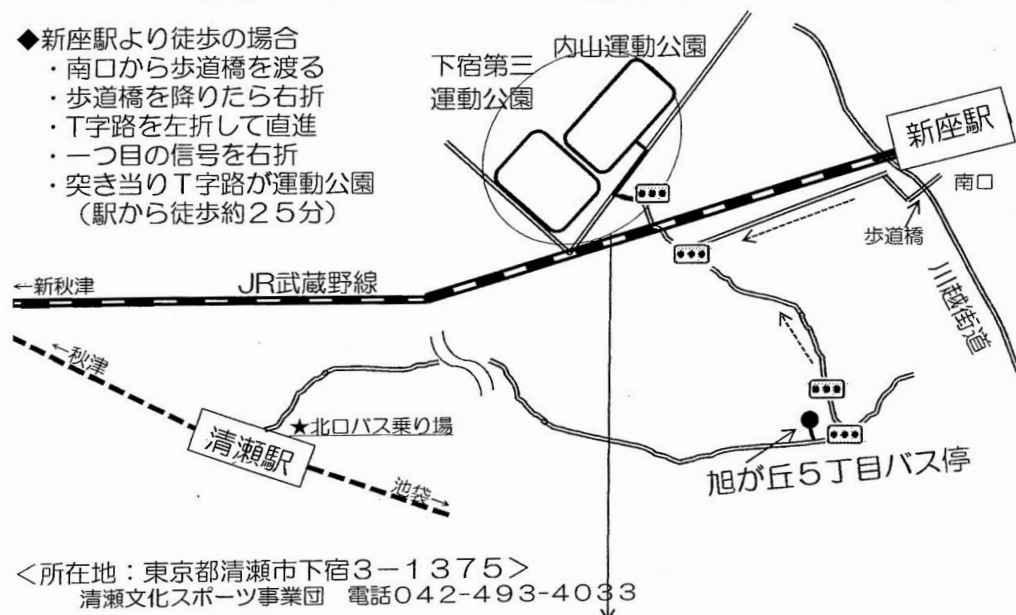 ◆新座駅より徒歩の場合
・南口から歩道橋を渡る
・歩道橋を降りたら右折
・T字路を左折して直進
・一つ目の信号を右折
・突き当りT字路が運動公園
（駅から徒歩約２５分）
内山運動公園
下宿第三
運動公園
新座駅
南口
歩道橋
川越街道
←新秋津
JR武蔵野線
←秋津
★北口バス乗り場
清瀬駅
池袋→
旭が丘５丁目バス停
＜所在地：東京都清瀬市下宿３－１３７５＞
清瀬文化スポーツ事業団　電話０４２-４９３-４０３３